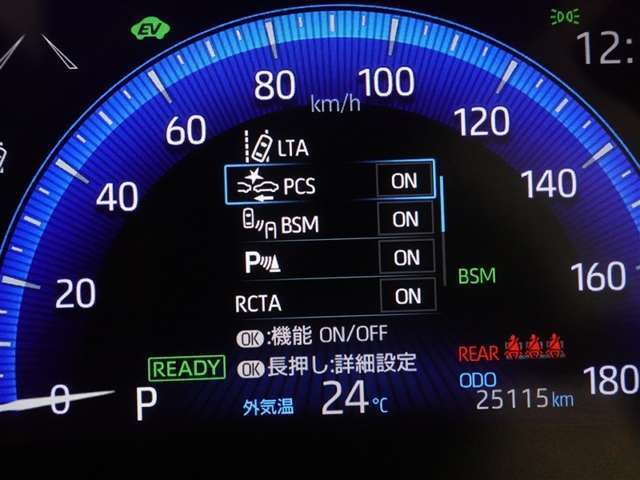 EV
12:
80
100
km/h
60
120
LTA
PCS ON
40
140
BSM ON
P ON
BSM
160
20
RCTA ON
OK:機能 ON/OFF
REAR
READY
OK長押し:詳細設定
ODO
180
0
P
外気温 24℃
25115km